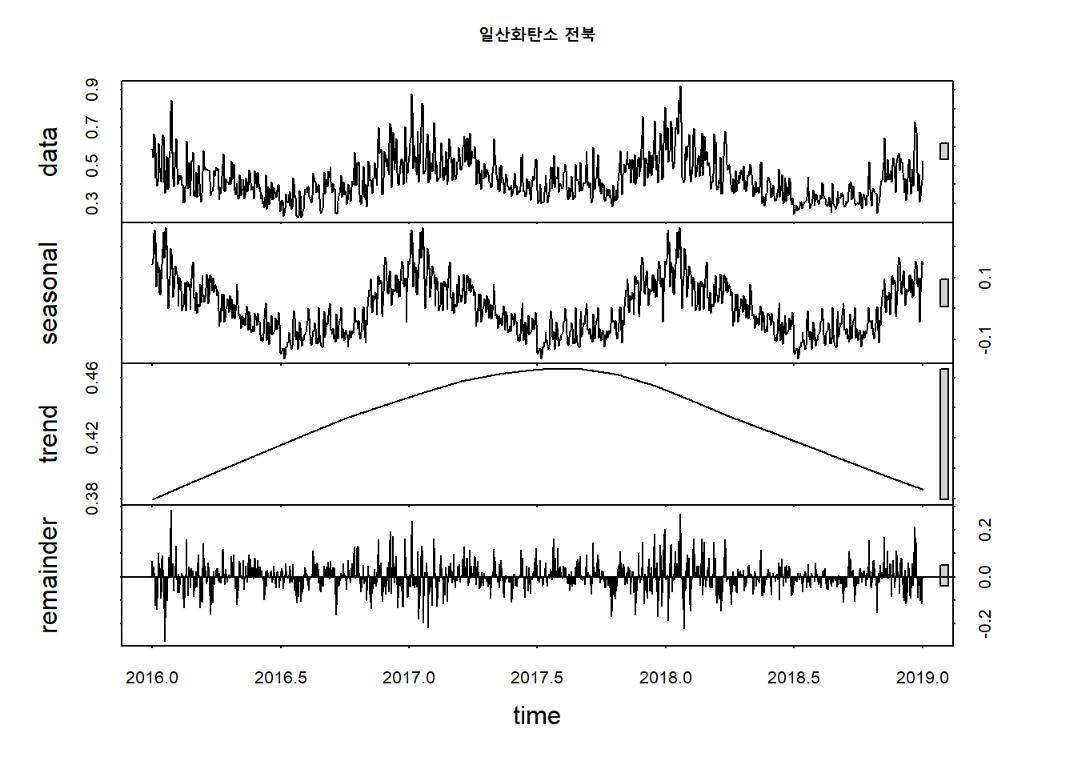 일산화탄소 전북
data
0.3 0.5 0.7 0.9
seasonal
-0.1 0.1
trend
0.38 0.42 0.46
remainder
-0.2 0.0 0.2
2016.0 2016.5 2017.0 2017.5 2018.0 2018.5 2019.0
time